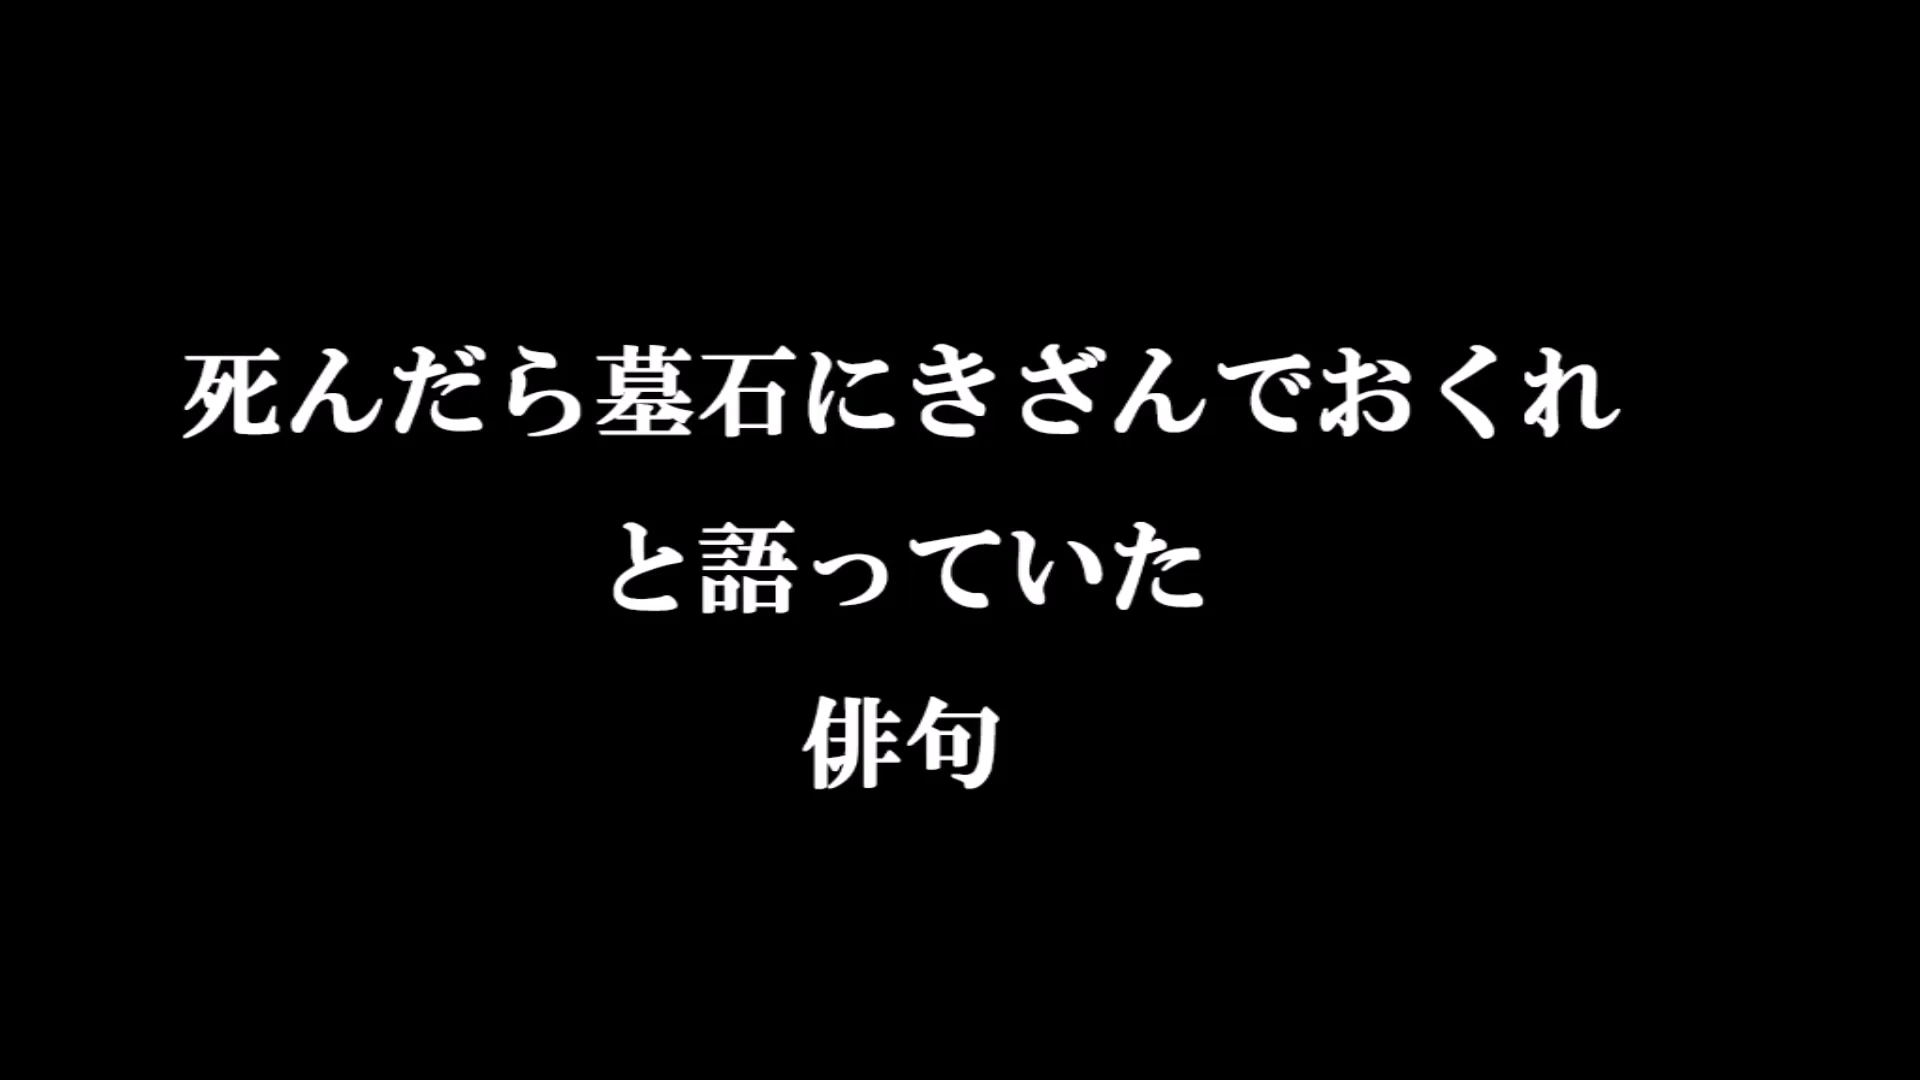 死んだら墓石にきざんでおくれ
と語っていた
俳句